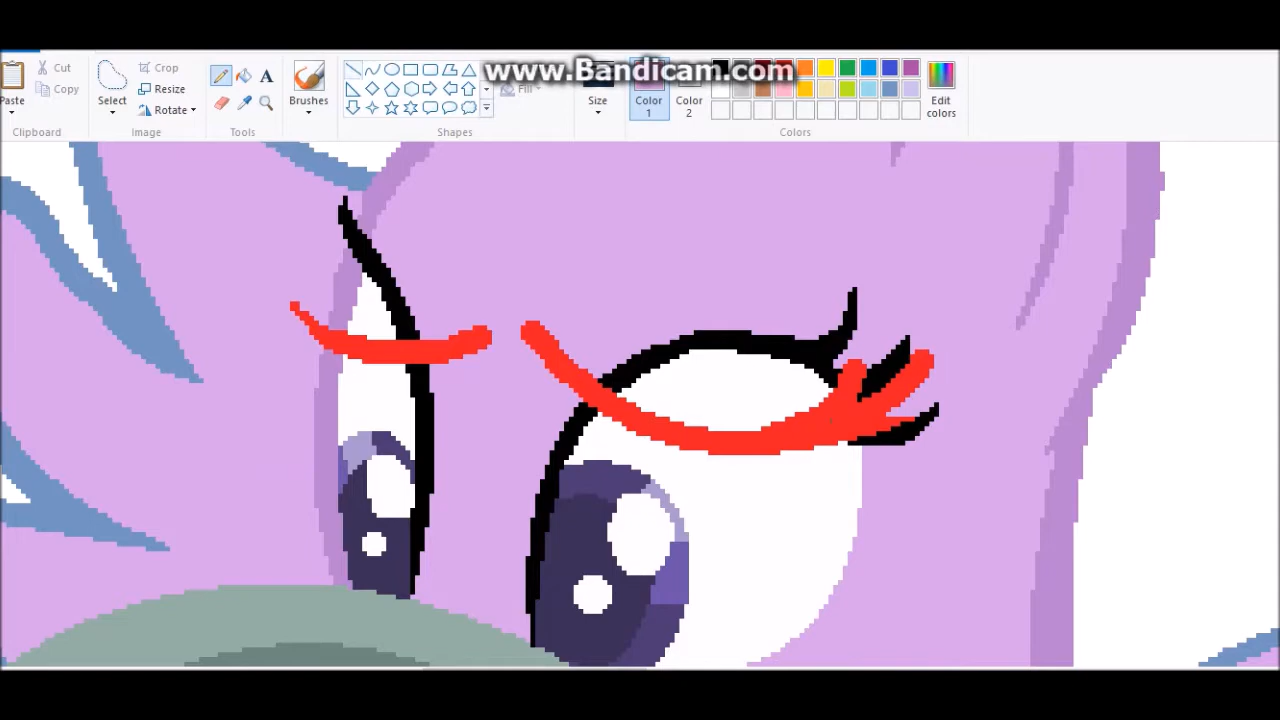 www.Bandicam.com
Paste
Cut
Copy
Clipboard
Select
Crop
Resize
Rotate
Image
A
Tools
Brushes
Fill
Shapes
Size
Color 1
Color 2
Edit colors
Colors